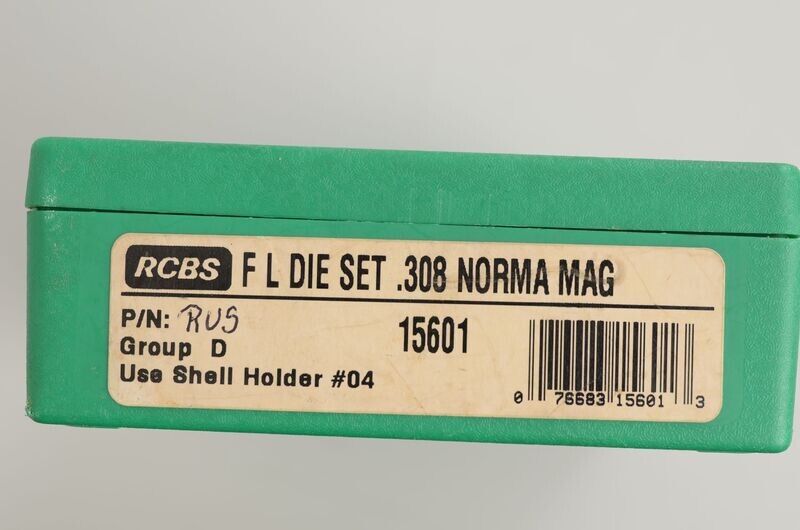 RCBS F L DIE SET .308 NORMA MAG
P/N: RUS 15601
Group D
Use Shell Holder #04
0 76683 15601 3